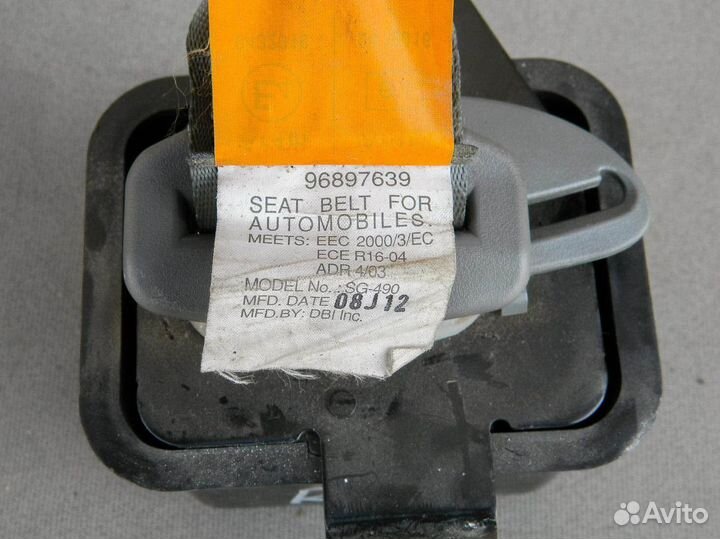 96897639
SEAT BELT FOR
AUTOMOBILES.
MEETS: EEC 2000/3/EC
ECE R16-04
ADR 4/03
MODEL No.: SG-490
MFD. DATE 08J12
MFD.BY: DBI Inc.
Avito